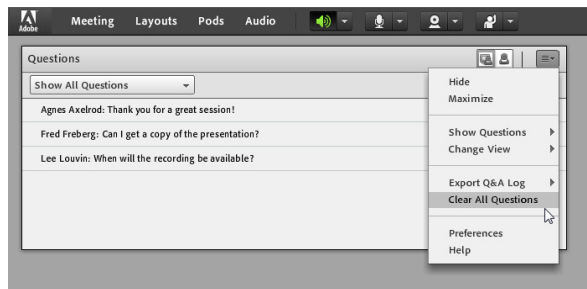 Adobe
Meeting Layouts Pods Audio
Questions
Show All Questions
Agnes Axelrod: Thank you for a great session!
Fred Freberg: Can I get a copy of the presentation?
Lee Louvin: When will the recording be available?
Hide
Maximize
Show Questions
Change View
Export Q&A Log
Clear All Questions
Preferences
Help